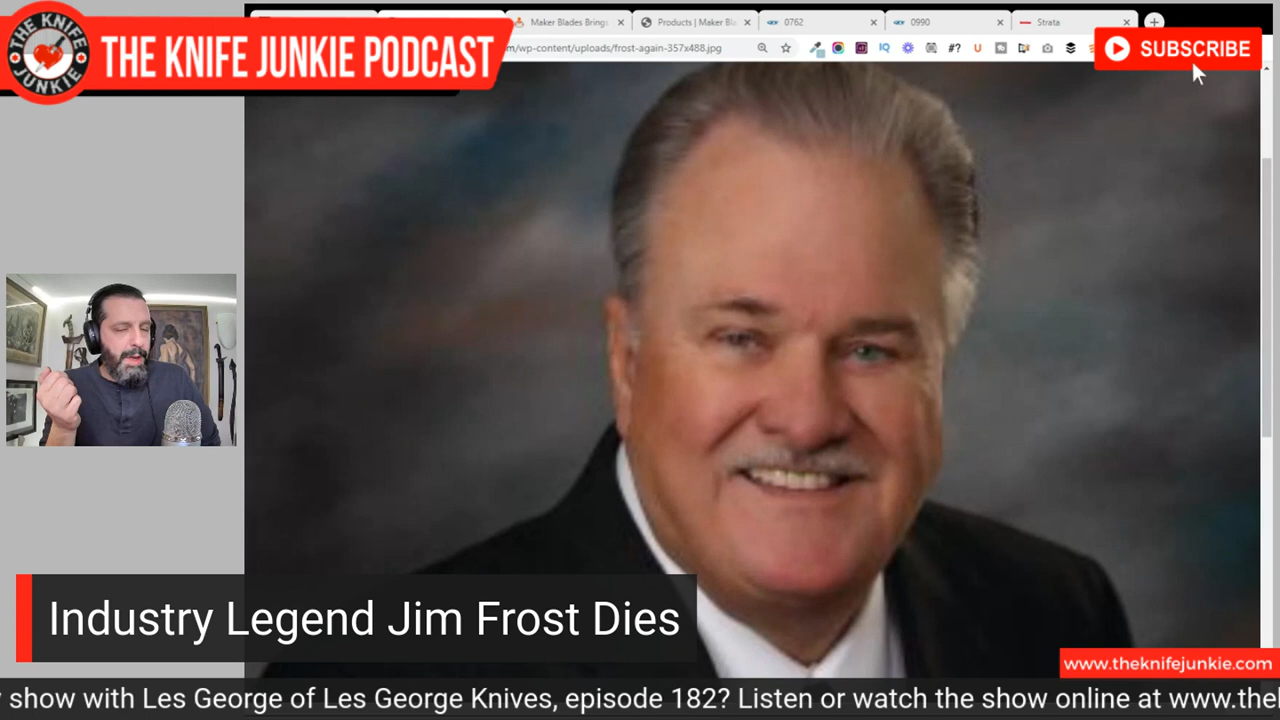 THE KNIFE JUNKIE
THE KNIFE JUNKIE PODCAST
Maker Blades Bring
Products | Maker Bla
0762
0990
Strata
m/wp-content/uploads/frost-again-357x488.jpg
SUBSCRIBE
Industry Legend Jim Frost Dies
www.theknifejunkie.com
show with Les George of Les George Knives, episode 182? Listen or watch the show online at www.the